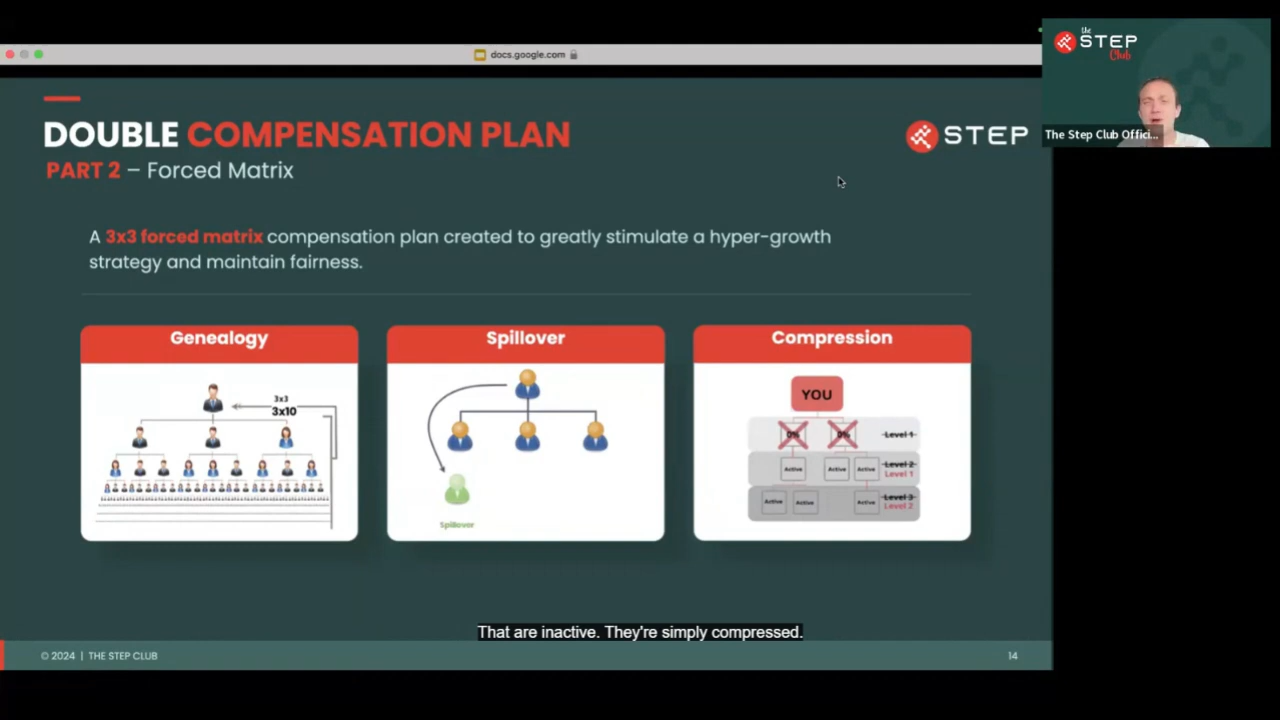 docs.google.com
the
STEP
Club
The Step Club Offici...
DOUBLE COMPENSATION PLAN
PART 2 – Forced Matrix
STEP
A 3x3 forced matrix compensation plan created to greatly stimulate a hyper-growth
strategy and maintain fairness.
Genealogy
3x3
3x10
Spillover
Spillover
Compression
YOU
0% 0% Level 1
Active Active Active Level 2
Level 1
Active Active Active Level 3
Level 2
That are inactive. They're simply compressed.
© 2024 | THE STEP CLUB
14